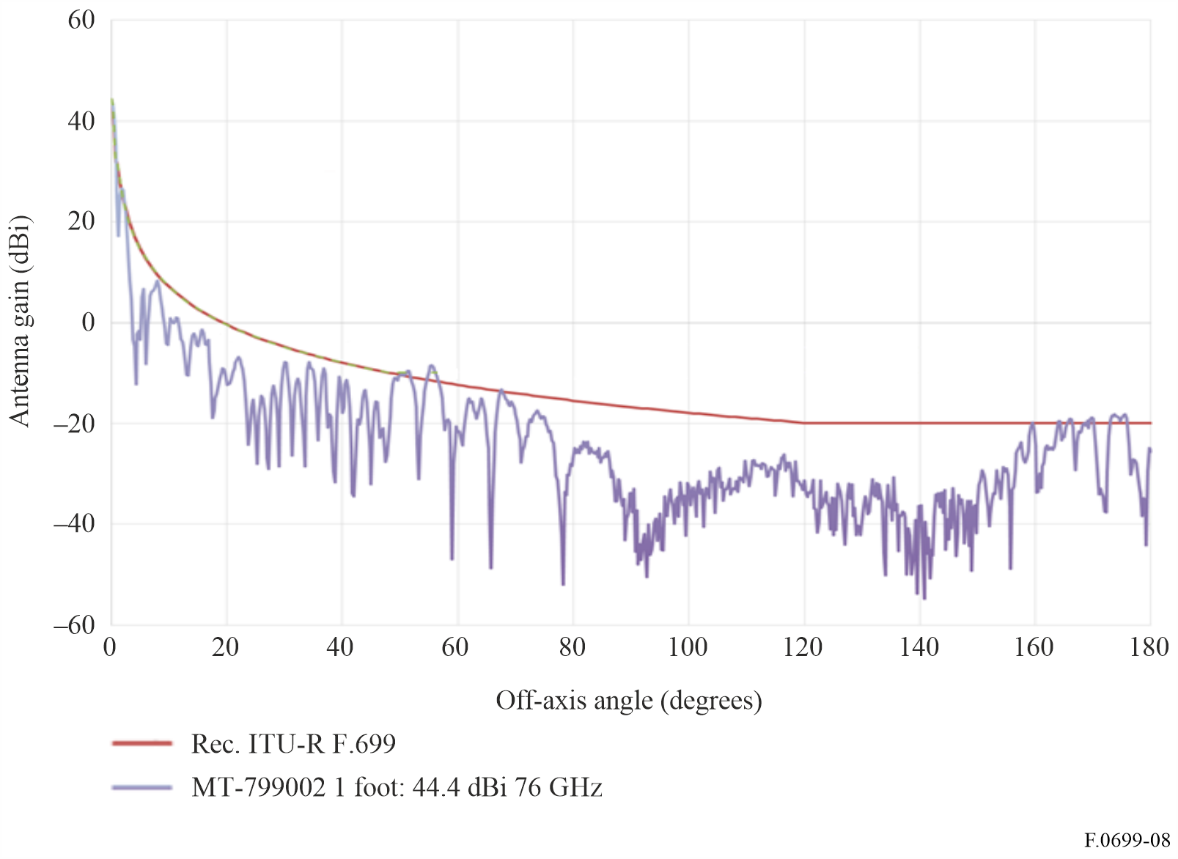 60
40
20
0
–20
–40
–60
Antenna gain (dBi)
0 20 40 60 80 100 120 140 160 180
Off-axis angle (degrees)
Rec. ITU-R F.699
MT-799002 1 foot: 44.4 dBi 76 GHz
F.0699-08